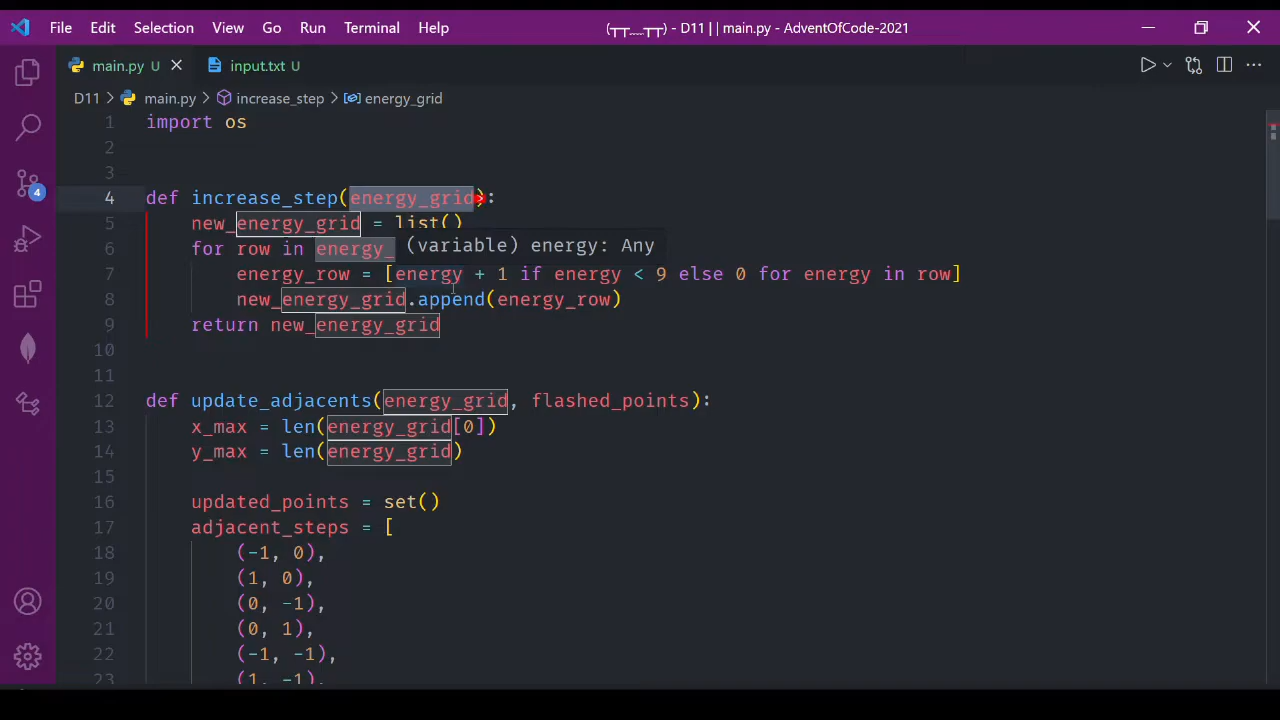 File Edit Selection View Go Run Terminal Help (┬┬﹏┬┬) - D11 | | main.py - AdventOfCode-2021
main.py U input.txt U
D11 > main.py > increase_step > energy_grid
1 import os
2
3
4 def increase_step(energy_grid):
5 new_energy_grid = list()
6 for row in energy_
(variable) energy: Any
7 energy_row = [energy + 1 if energy < 9 else 0 for energy in row]
8 new_energy_grid.append(energy_row)
9 return new_energy_grid
10
11
12 def update_adjacents(energy_grid, flashed_points):
13 x_max = len(energy_grid[0])
14 y_max = len(energy_grid)
15
16 updated_points = set()
17 adjacent_steps = [
18 (-1, 0),
19 (1, 0),
20 (0, -1),
21 (0, 1),
22 (-1, -1),
23 (1, -1),
4